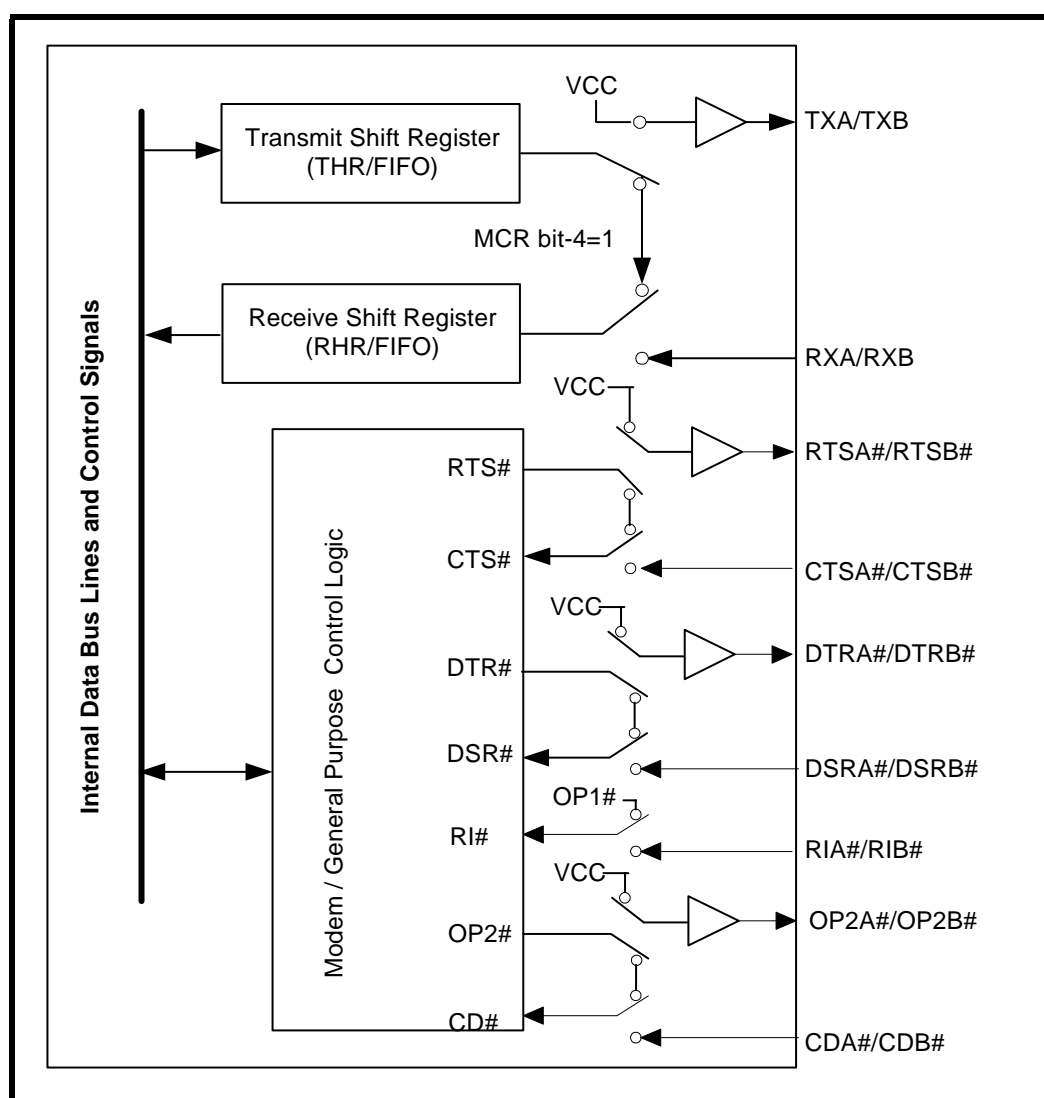 VCC
TXA/TXB
Transmit Shift Register
(THR/FIFO)
MCR bit-4=1
Receive Shift Register
(RHR/FIFO)
RXA/RXB
VCC
RTSA#/RTSB#
RTS#
CTS#
CTSA#/CTSB#
VCC
DTRA#/DTRB#
DTR#
DSR#
DSRA#/DSRB#
OP1#
RI#
RIA#/RIB#
VCC
OP2A#/OP2B#
OP2#
CD#
CDA#/CDB#
Internal Data Bus Lines and Control Signals
Modem / General Purpose Control Logic